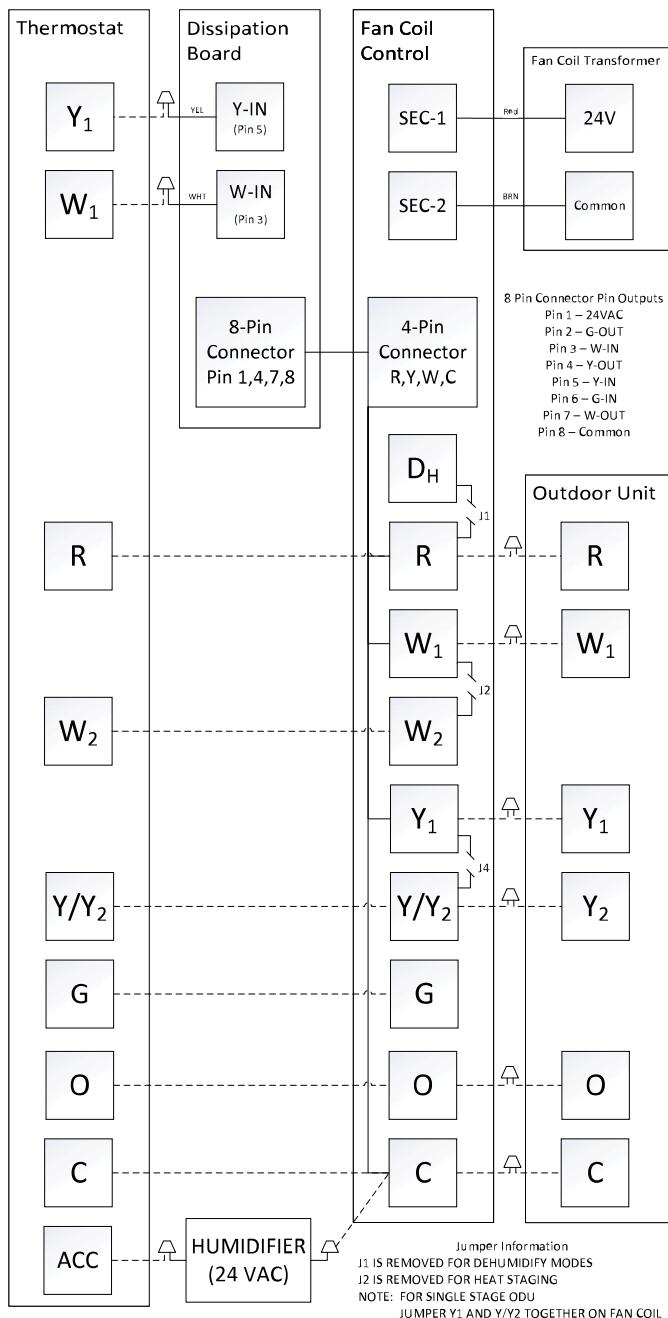 Thermostat
Dissipation
Board
Fan Coil
Control
Fan Coil Transformer
Y1
YEL
Y-IN
(Pin 5)
SEC-1
Red
24V
W1
WHT
W-IN
(Pin 3)
SEC-2
BRN
Common
8-Pin
Connector
Pin 1,4,7,8
4-Pin
Connector
R,Y,W,C
8 Pin Connector Pin Outputs
Pin 1 – 24VAC
Pin 2 – G-OUT
Pin 3 – W-IN
Pin 4 – Y-OUT
Pin 5 – Y-IN
Pin 6 – G-IN
Pin 7 – W-OUT
Pin 8 – Common
DH
J1
Outdoor Unit
R
R
R
W1
W1
J2
W2
W2
Y1
Y1
J4
Y/Y2
Y/Y2
Y2
G
G
O
O
O
C
C
C
ACC
HUMIDIFIER
(24 VAC)
Jumper Information
J1 IS REMOVED FOR DEHUMIDIFY MODES
J2 IS REMOVED FOR HEAT STAGING
NOTE: FOR SINGLE STAGE ODU
JUMPER Y1 AND Y/Y2 TOGETHER ON FAN COIL